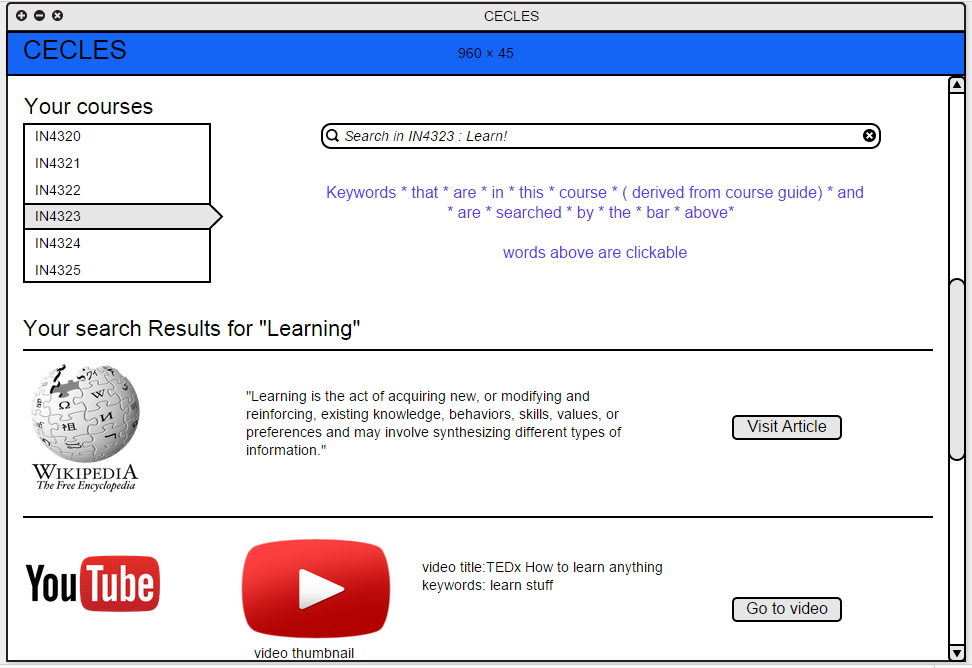 CECLES
CECLES
960 × 45
Your courses
IN4320
IN4321
IN4322
IN4323
IN4324
IN4325
Search in IN4323 : Learn!
Keywords * that * are * in * this * course * ( derived from course guide) * and
* are * searched * by * the * bar * above*
words above are clickable
Your search Results for "Learning"
WIKIPEDIA
The Free Encyclopedia
"Learning is the act of acquiring new, or modifying and
reinforcing, existing knowledge, behaviors, skills, values, or
preferences and may involve synthesizing different types of
information."
Visit Article
YouTube
video thumbnail
video title:TEDx How to learn anything
keywords: learn stuff
Go to video